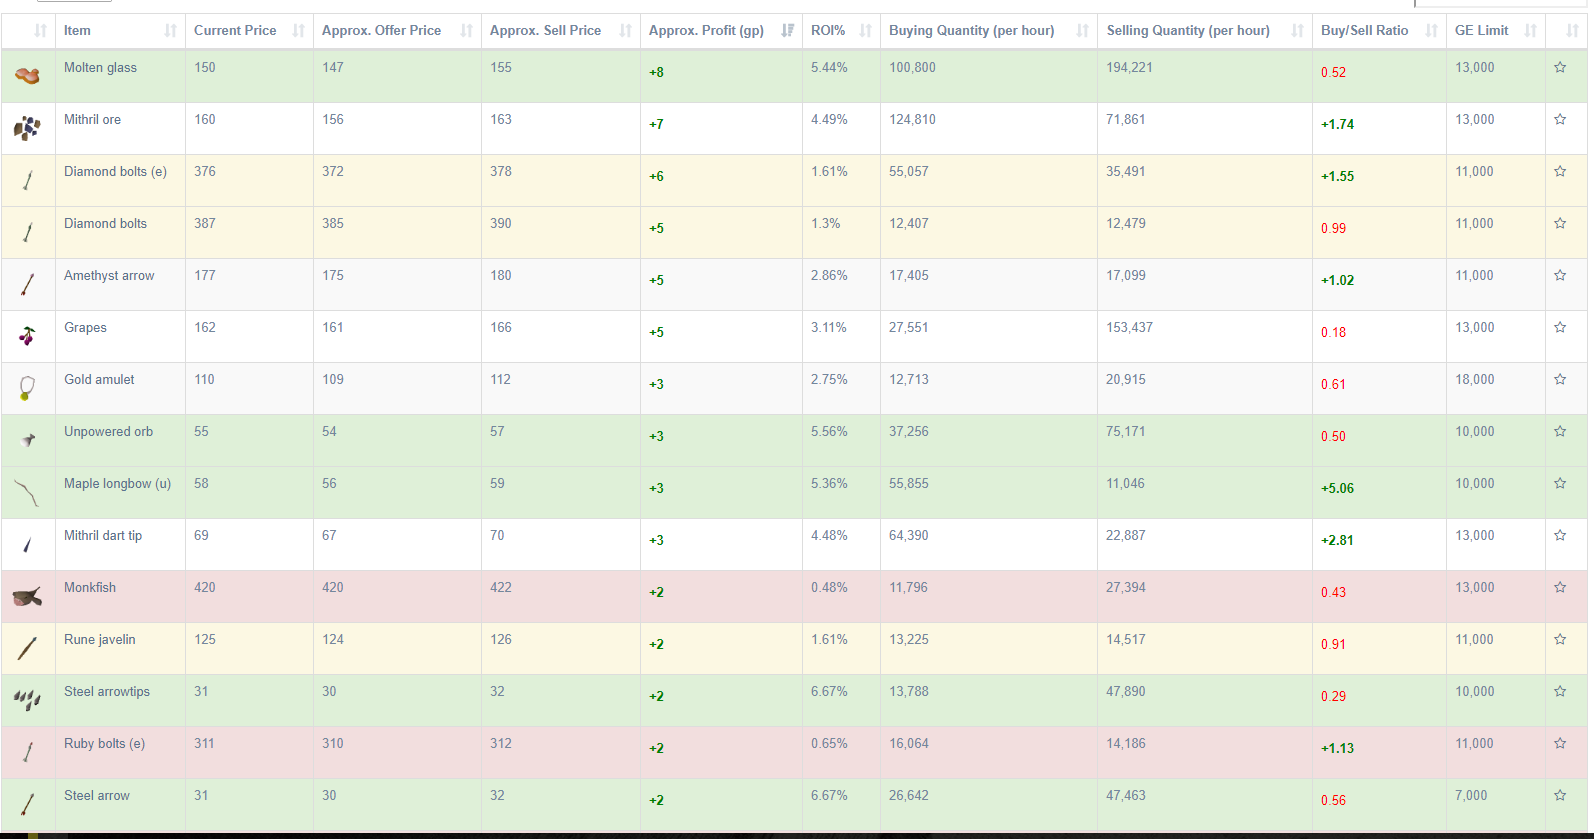 Item Current Price Approx. Offer Price Approx. Sell Price Approx. Profit (gp) ROI% Buying Quantity (per hour) Selling Quantity (per hour) Buy/Sell Ratio GE Limit
Molten glass 150 147 155 +8 5.44% 100,800 194,221 0.52 13,000
Mithril ore 160 156 163 +7 4.49% 124,810 71,861 +1.74 13,000
Diamond bolts (e) 376 372 378 +6 1.61% 55,057 35,491 +1.55 11,000
Diamond bolts 387 385 390 +5 1.3% 12,407 12,479 0.99 11,000
Amethyst arrow 177 175 180 +5 2.86% 17,405 17,099 +1.02 11,000
Grapes 162 161 166 +5 3.11% 27,551 153,437 0.18 13,000
Gold amulet 110 109 112 +3 2.75% 12,713 20,915 0.61 18,000
Unpowered orb 55 54 57 +3 5.56% 37,256 75,171 0.50 10,000
Maple longbow (u) 58 56 59 +3 5.36% 55,855 11,046 +5.06 10,000
Mithril dart tip 69 67 70 +3 4.48% 64,390 22,887 +2.81 13,000
Monkfish 420 420 422 +2 0.48% 11,796 27,394 0.43 13,000
Rune javelin 125 124 126 +2 1.61% 13,225 14,517 0.91 11,000
Steel arrowtips 31 30 32 +2 6.67% 13,788 47,890 0.29 10,000
Ruby bolts (e) 311 310 312 +2 0.65% 16,064 14,186 +1.13 11,000
Steel arrow 31 30 32 +2 6.67% 26,642 47,463 0.56 7,000